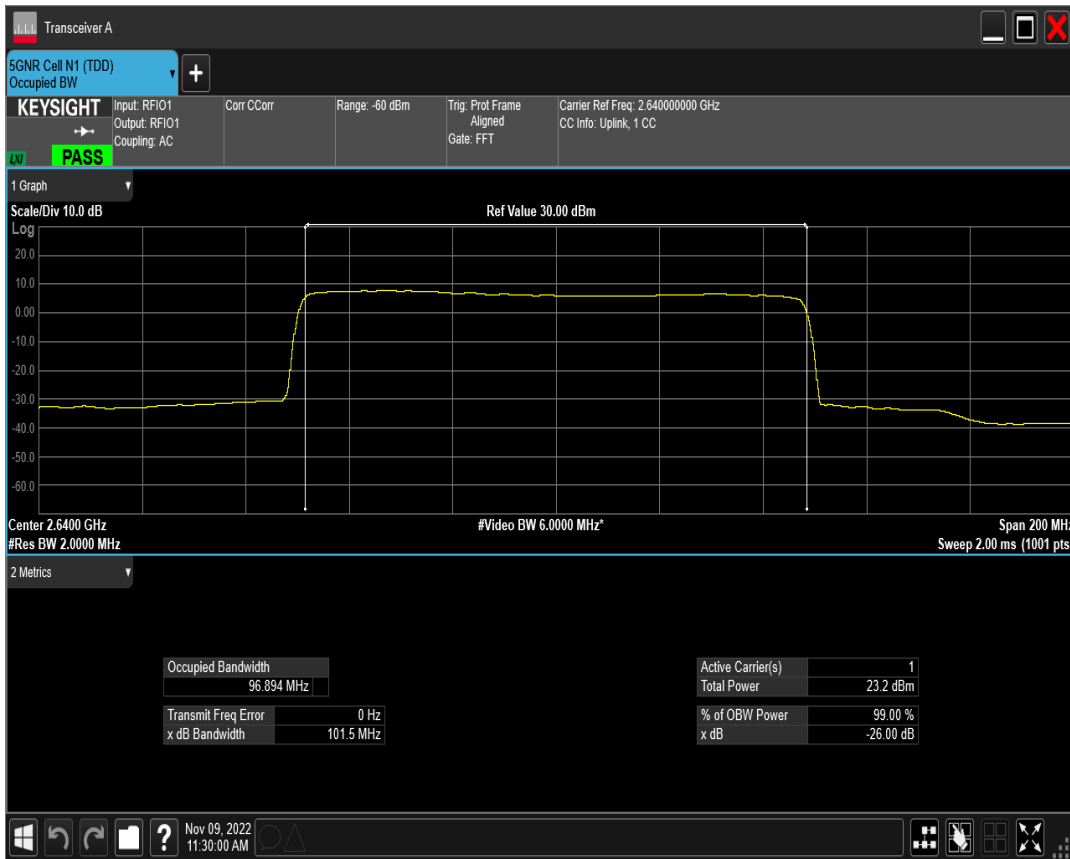 Transceiver A
5GNR Cell N1 (TDD)
Occupied BW
+
KEYSIGHT
LXI
PASS
Input: RFIO1
Output: RFIO1
Coupling: AC
Corr CCorr
Range: -60 dBm
Trig: Prot Frame
Aligned
Gate: FFT
Carrier Ref Freq: 2.640000000 GHz
CC Info: Uplink, 1 CC
1 Graph
Scale/Div 10.0 dB
Ref Value 30.00 dBm
Log
20.0
10.0
0.00
-10.0
-20.0
-30.0
-40.0
-50.0
-60.0
Center 2.6400 GHz
#Video BW 6.0000 MHz*
Span 200 MHz
#Res BW 2.0000 MHz
Sweep 2.00 ms (1001 pts
2 Metrics
Occupied Bandwidth
96.894 MHz
Transmit Freq Error 0 Hz
x dB Bandwidth 101.5 MHz
Active Carrier(s) 1
Total Power 23.2 dBm
% of OBW Power 99.00 %
x dB -26.00 dB
?
Nov 09, 2022
11:30:00 AM